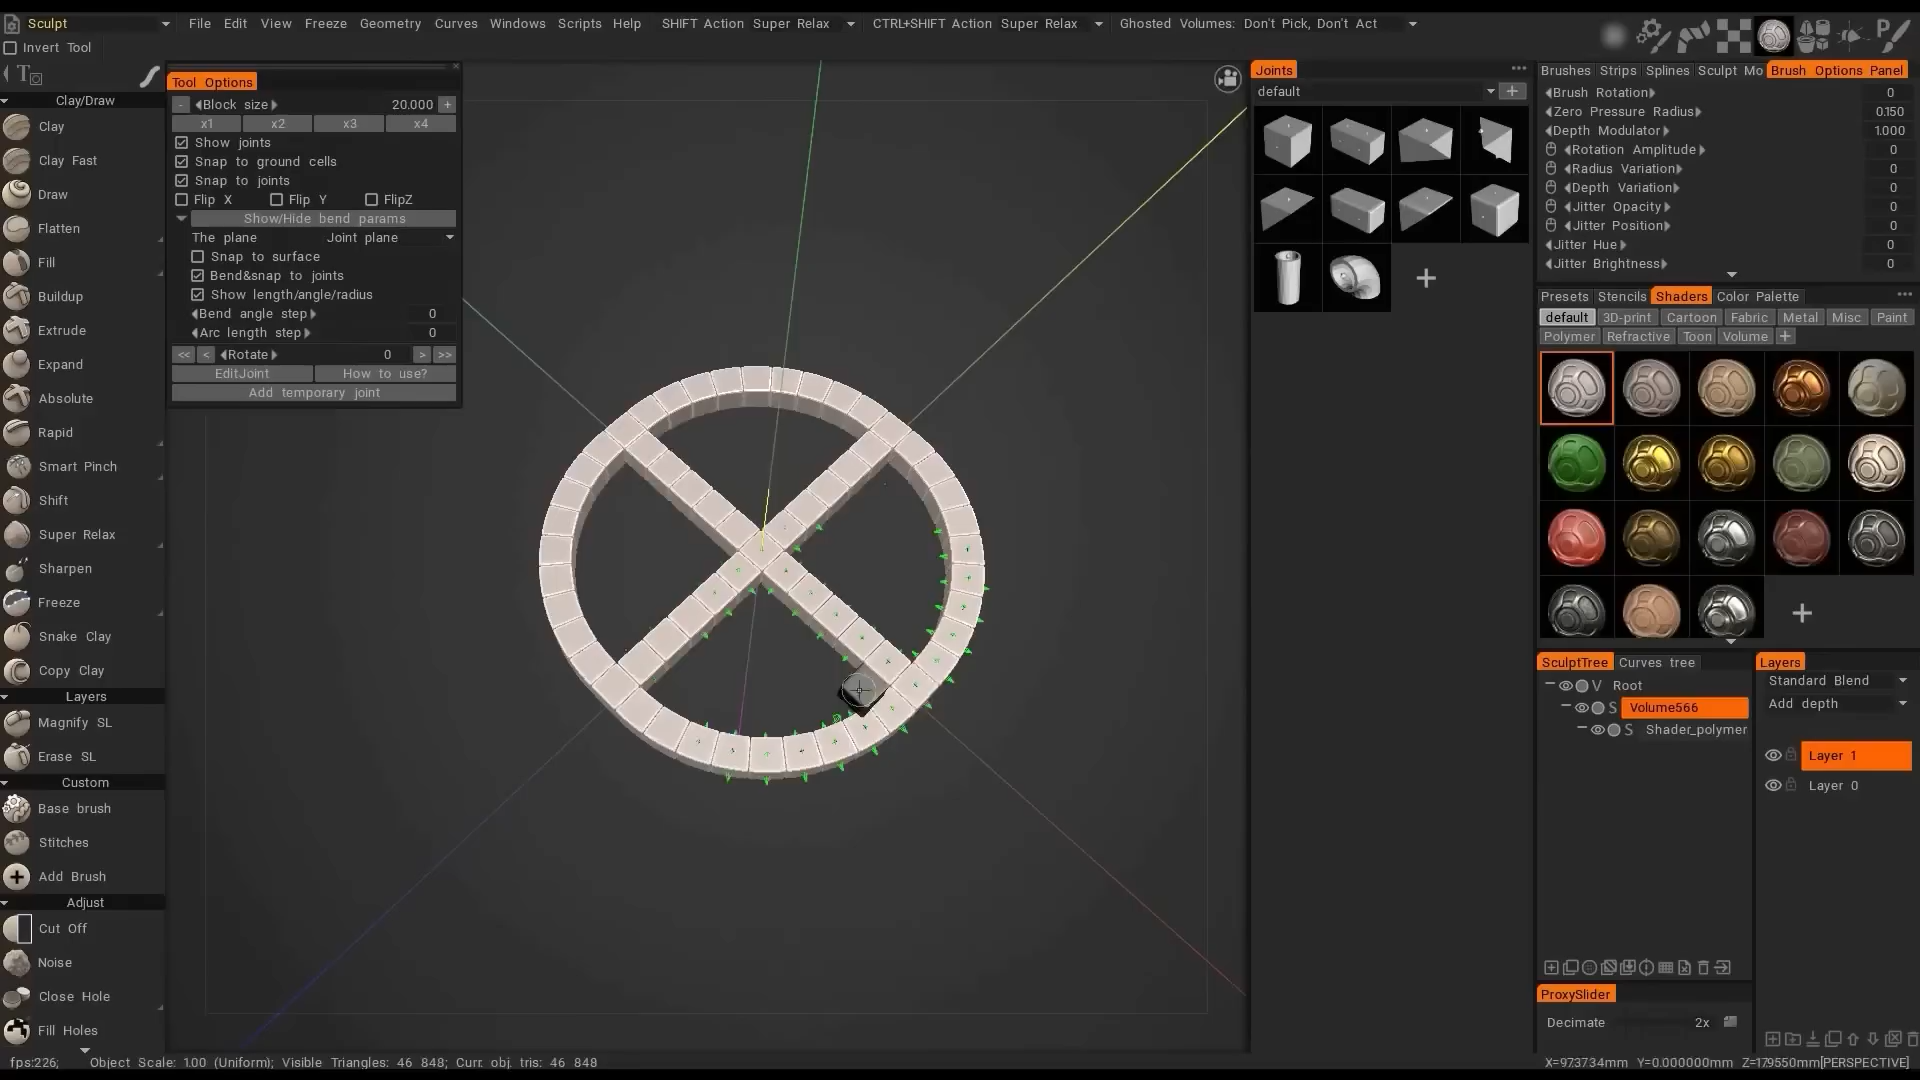 Sculpt File Edit View Freeze Geometry Curves Windows Scripts Help SHIFT Action Super Relax CTRL+SHIFT Action Super Relax Ghosted Volumes: Don't Pick, Don't Act
Invert Tool
Clay/Draw
Clay
Clay Fast
Draw
Flatten
Fill
Buildup
Extrude
Expand
Absolute
Rapid
Smart Pinch
Shift
Super Relax
Sharpen
Freeze
Snake Clay
Copy Clay
Layers
Magnify SL
Erase SL
Custom
Base brush
Stitches
Add Brush
Adjust
Cut Off
Noise
Close Hole
Fill Holes
Tool Options
- Block size 20.000 +
x1 x2 x3 x4
Show joints
Snap to ground cells
Snap to joints
Flip X Flip Y FlipZ
Show/Hide bend params
The plane Joint plane
Snap to surface
Bend&snap to joints
Show length/angle/radius
Bend angle step 0
Arc length step 0
<< < Rotate 0 > >>
EditJoint How to use?
Add temporary joint
Joints
default
Brushes Strips Splines Sculpt Mo Brush Options Panel
Brush Rotation 0
Zero Pressure Radius 0.150
Depth Modulator 1.000
Rotation Amplitude 0
Radius Variation 0
Depth Variation 0
Jitter Opacity 0
Jitter Position 0
Jitter Hue 0
Jitter Brightness 0
Presets Stencils Shaders Color Palette
default 3D-print Cartoon Fabric Metal Misc Paint
Polymer Refractive Toon Volume +
SculptTree Curves tree
V Root
S Volume566
S Shader_polymer
ProxySlider
Decimate 2x
Layers
Standard Blend
Add depth
Layer 1
Layer 0
fps:226; Object Scale: 1.00 (Uniform); Visible Triangles: 46 848; Curr. obj. tris: 46 848